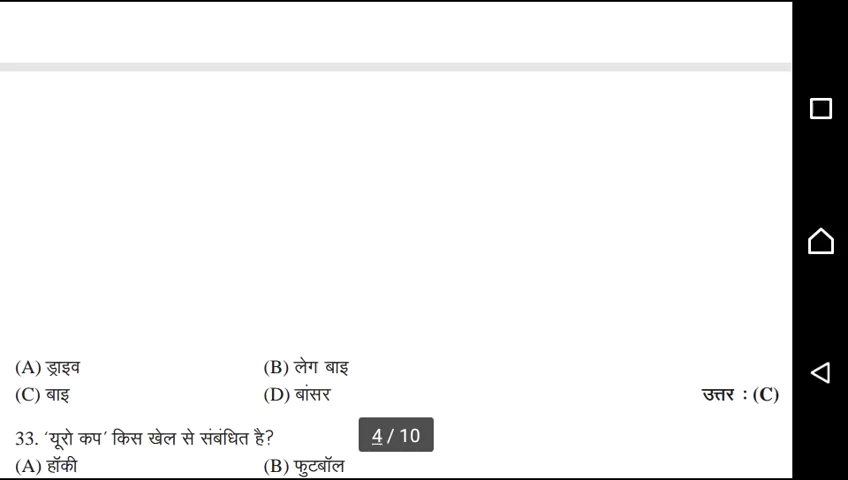 (A) ड्राइव (B) लेग बाइ
(C) बाइ (D) बांसर उत्तर : (C)
33. ‘यूरो कप’ किस खेल से संबंधित है?
4 / 10
(A) हॉकी (B) फुटबॉल